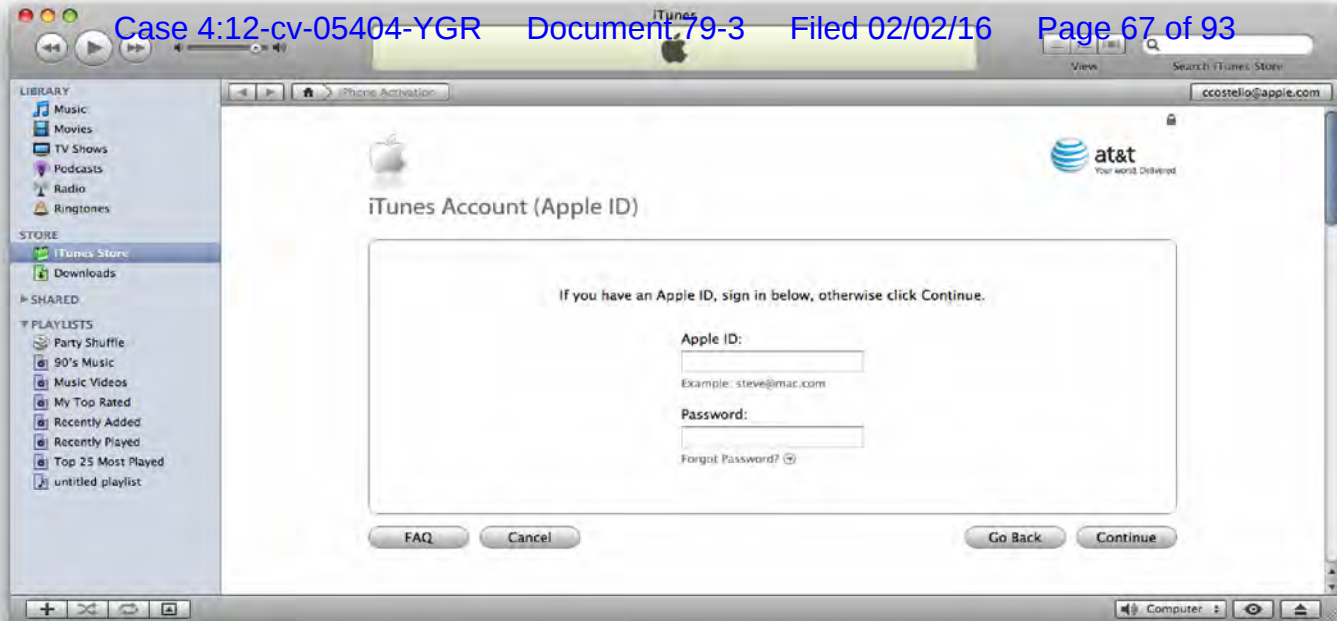 iTunes
Case 4:12-cv-05404-YGR Document 79-3 Filed 02/02/16 Page 67 of 93
View
Search iTunes Store
LIBRARY
Music
Movies
TV Shows
Podcasts
Radio
Ringtones
STORE
iTunes Store
Downloads
SHARED
PLAYLISTS
Party Shuffle
90's Music
Music Videos
My Top Rated
Recently Added
Recently Played
Top 25 Most Played
untitled playlist
iPhone Activation
ccostello@apple.com
at&t
Your world. Delivered.
iTunes Account (Apple ID)
If you have an Apple ID, sign in below, otherwise click Continue.
Apple ID:
Example: steve@mac.com
Password:
Forgot Password?
FAQ
Cancel
Go Back
Continue
Computer